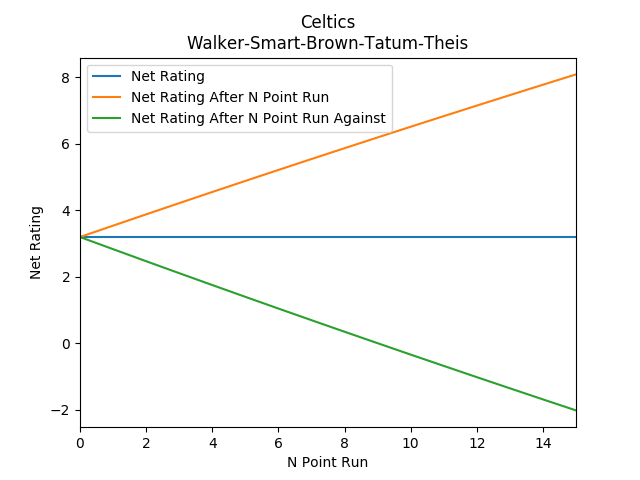 Celtics
Walker-Smart-Brown-Tatum-Theis
Net Rating
Net Rating After N Point Run
Net Rating After N Point Run Against
8
6
4
2
0
−2
Net Rating
0 2 4 6 8 10 12 14
N Point Run